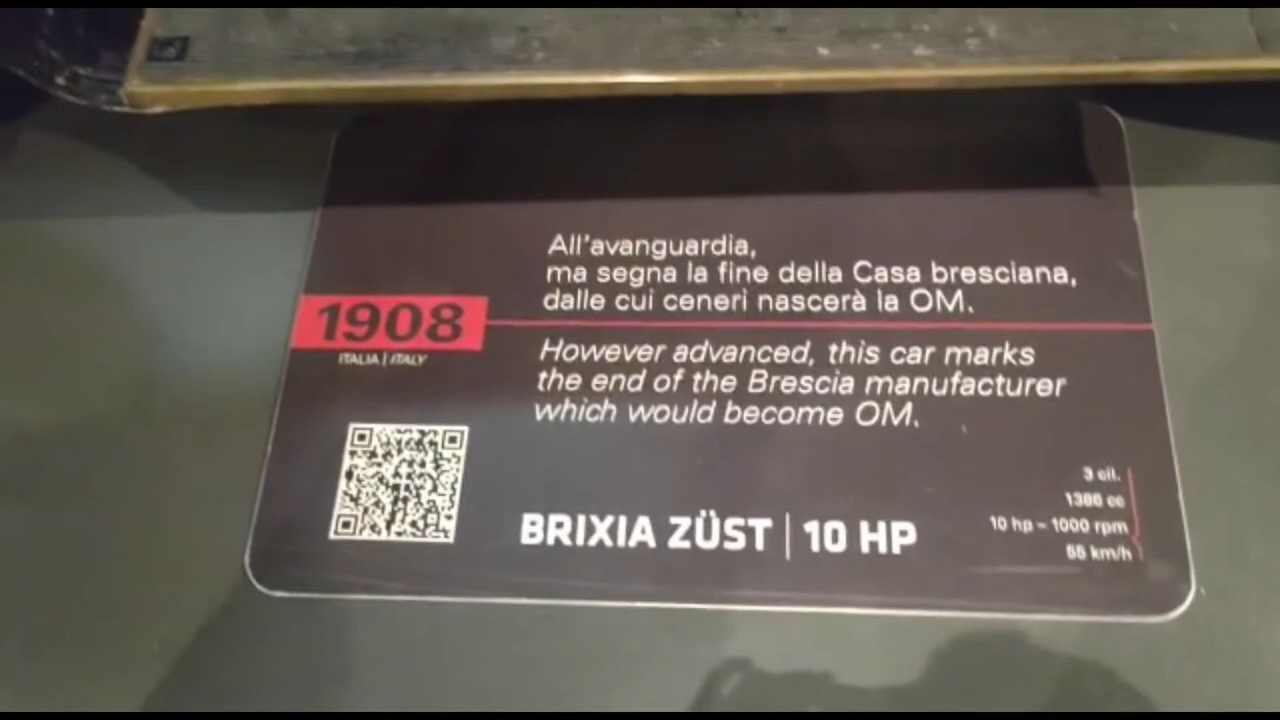 All'avanguardia,
ma segna la fine della Casa bresciana,
dalle cui ceneri nascerà la OM.
1908
ITALIA | ITALY
However advanced, this car marks
the end of the Brescia manufacturer
which would become OM.
BRIXIA ZÜST | 10 HP
3 cil.
1386 cc
10 hp – 1000 rpm
55 km/h